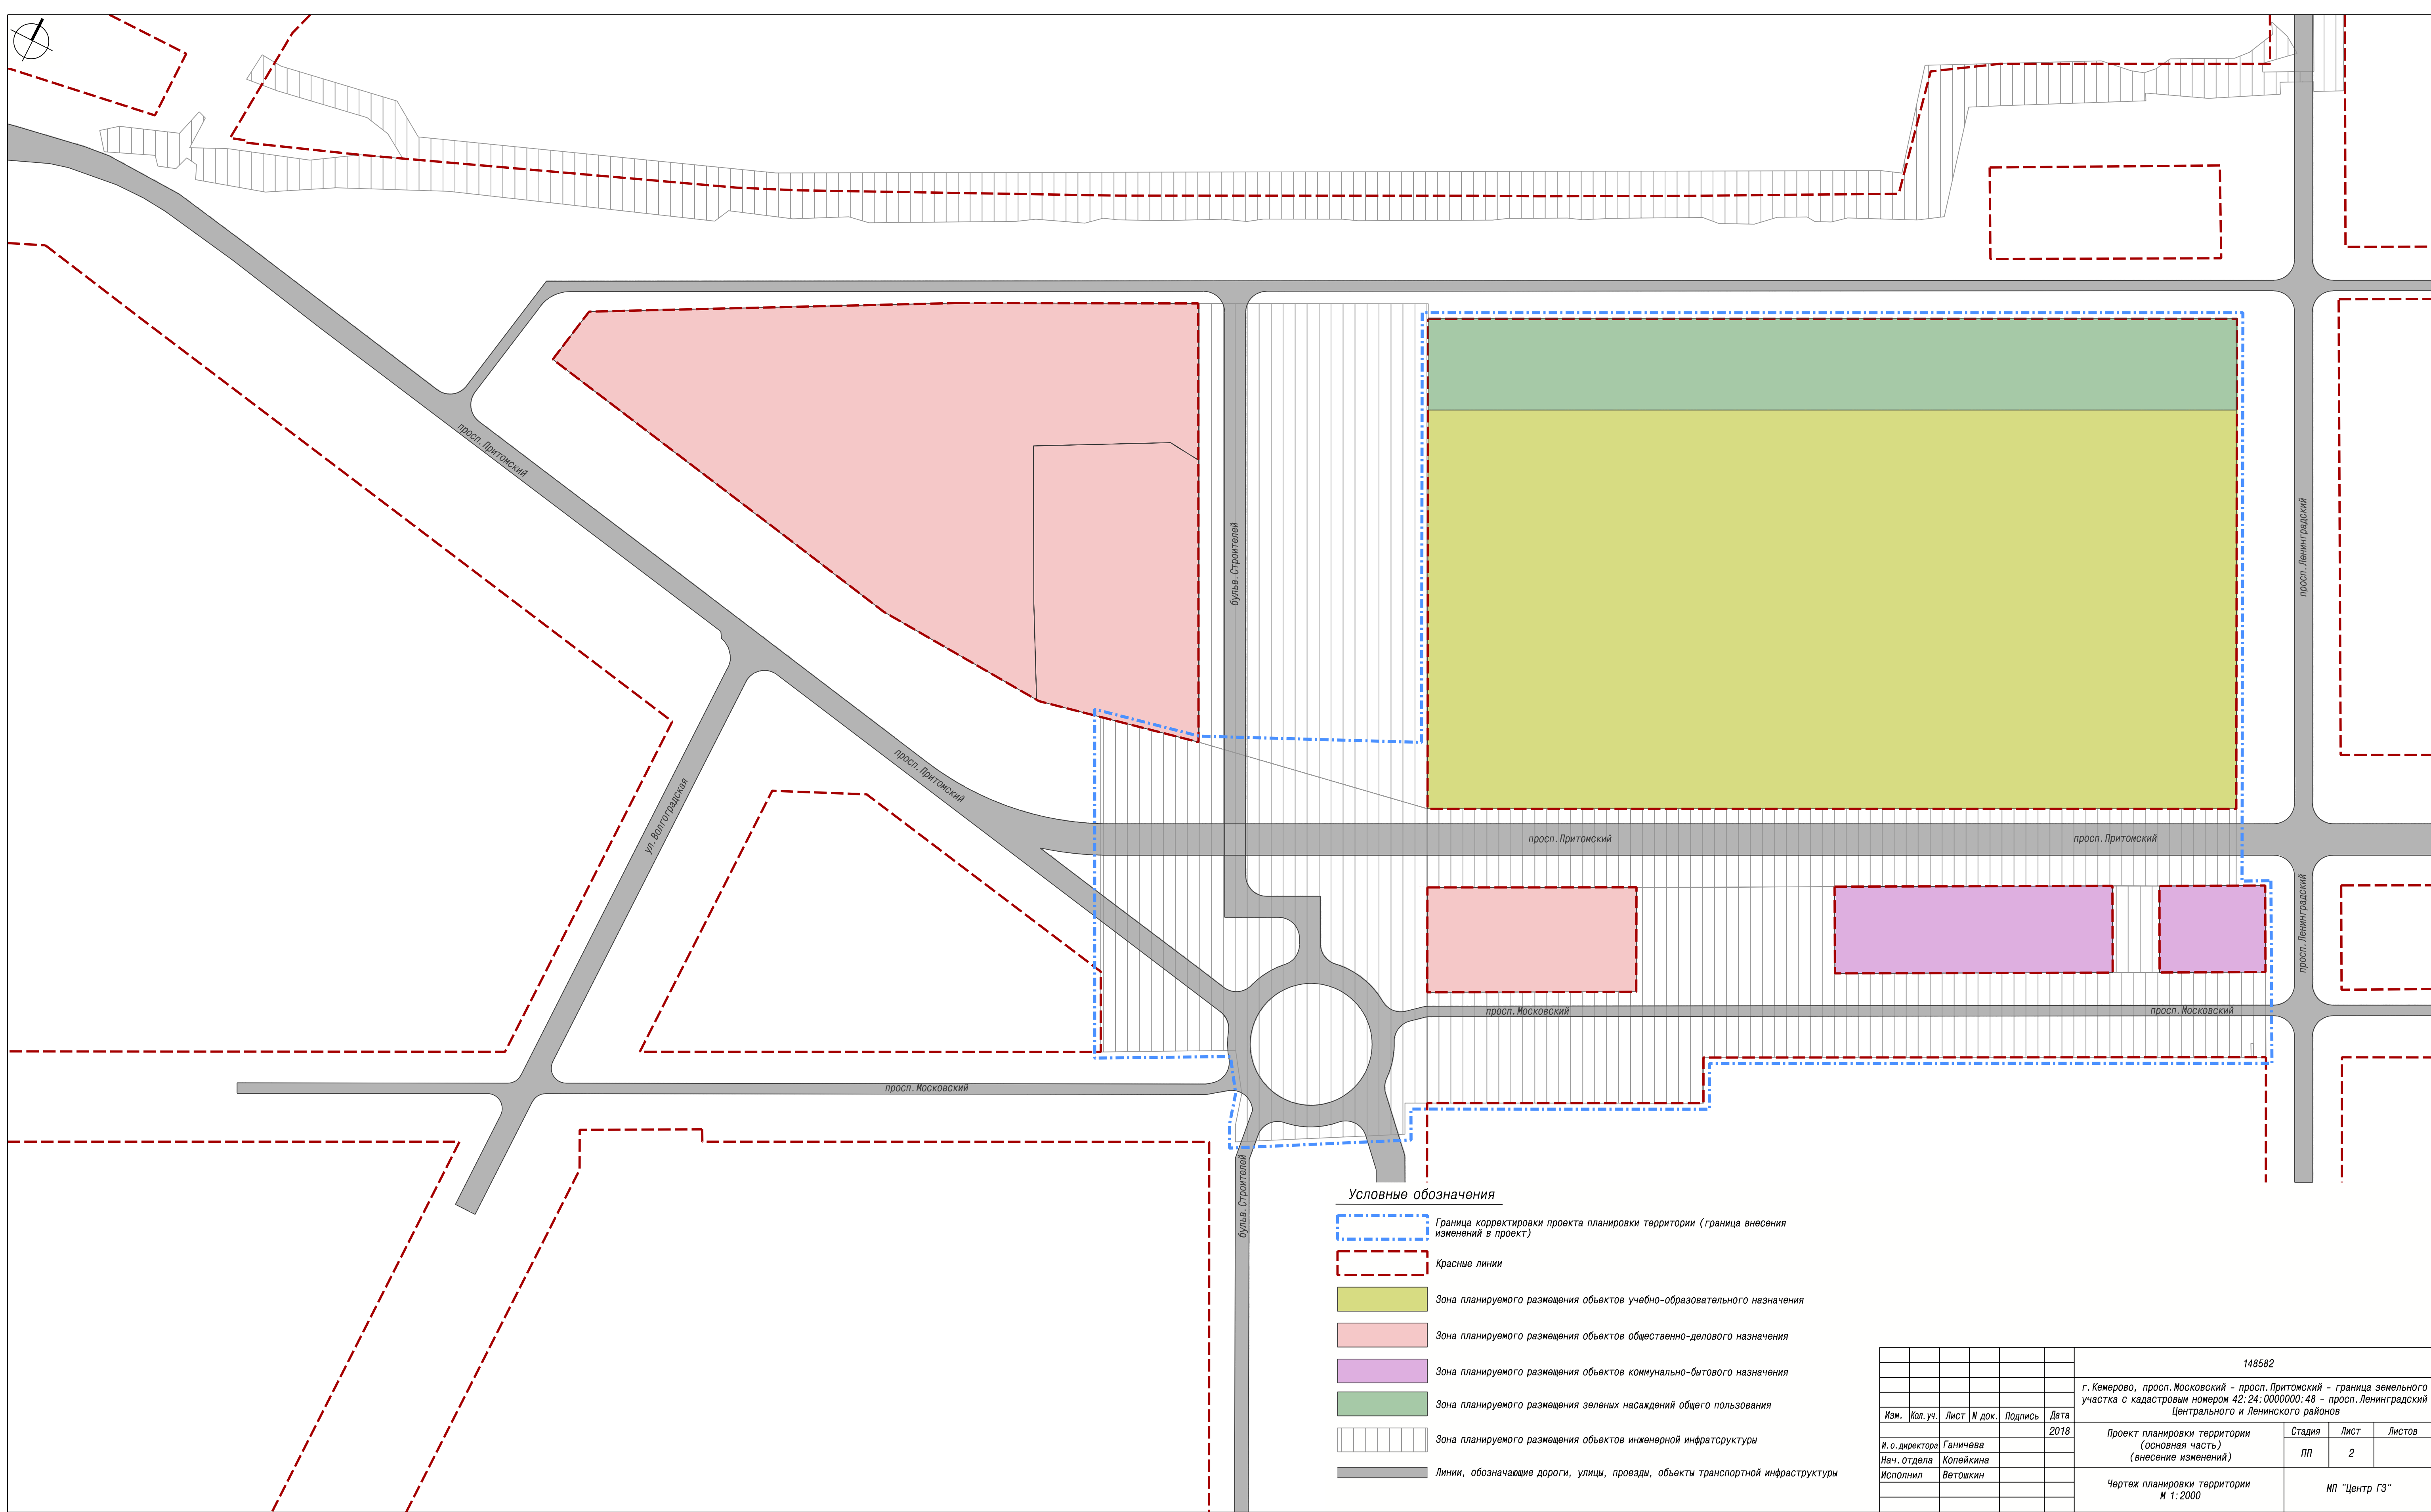 просп.Притомский
бульв.Строителей
просп.Ленинградский
просп.Притомский
ул.Волгоградская
просп.Притомский
просп.Притомский
просп.Ленинградский
просп.Московский
просп.Московский
просп.Московский
бульв.Строителей
Условные обозначения
Граница корректировки проекта планировки территории (граница внесения
изменений в проект)
Красные линии
Зона планируемого размещения объектов учебно-образовательного назначения
Зона планируемого размещения объектов общественно-делового назначения
Зона планируемого размещения объектов коммунально-бытового назначения
Зона планируемого размещения зеленых насаждений общего пользования
Зона планируемого размещения объектов инженерной инфратсруктуры
Линии, обозначающие дороги, улицы, проезды, объекты транспортной инфраструктуры
148582
г.Кемерово, просп.Московский - просп.Притомский - граница земельного
участка с кадастровым номером 42:24:0000000:48 - просп.Ленинградский
Центрального и Ленинского районов
Изм. Кол.уч. Лист N док. Подпись Дата
2018
И.о.директора Ганичева
Нач.отдела Копейкина
Исполнил Ветошкин
Проект планировки территории
(основная часть)
(внесение изменений)
Стадия Лист Листов
ПП 2
Чертеж планировки территории
М 1:2000
МП "Центр ГЗ"